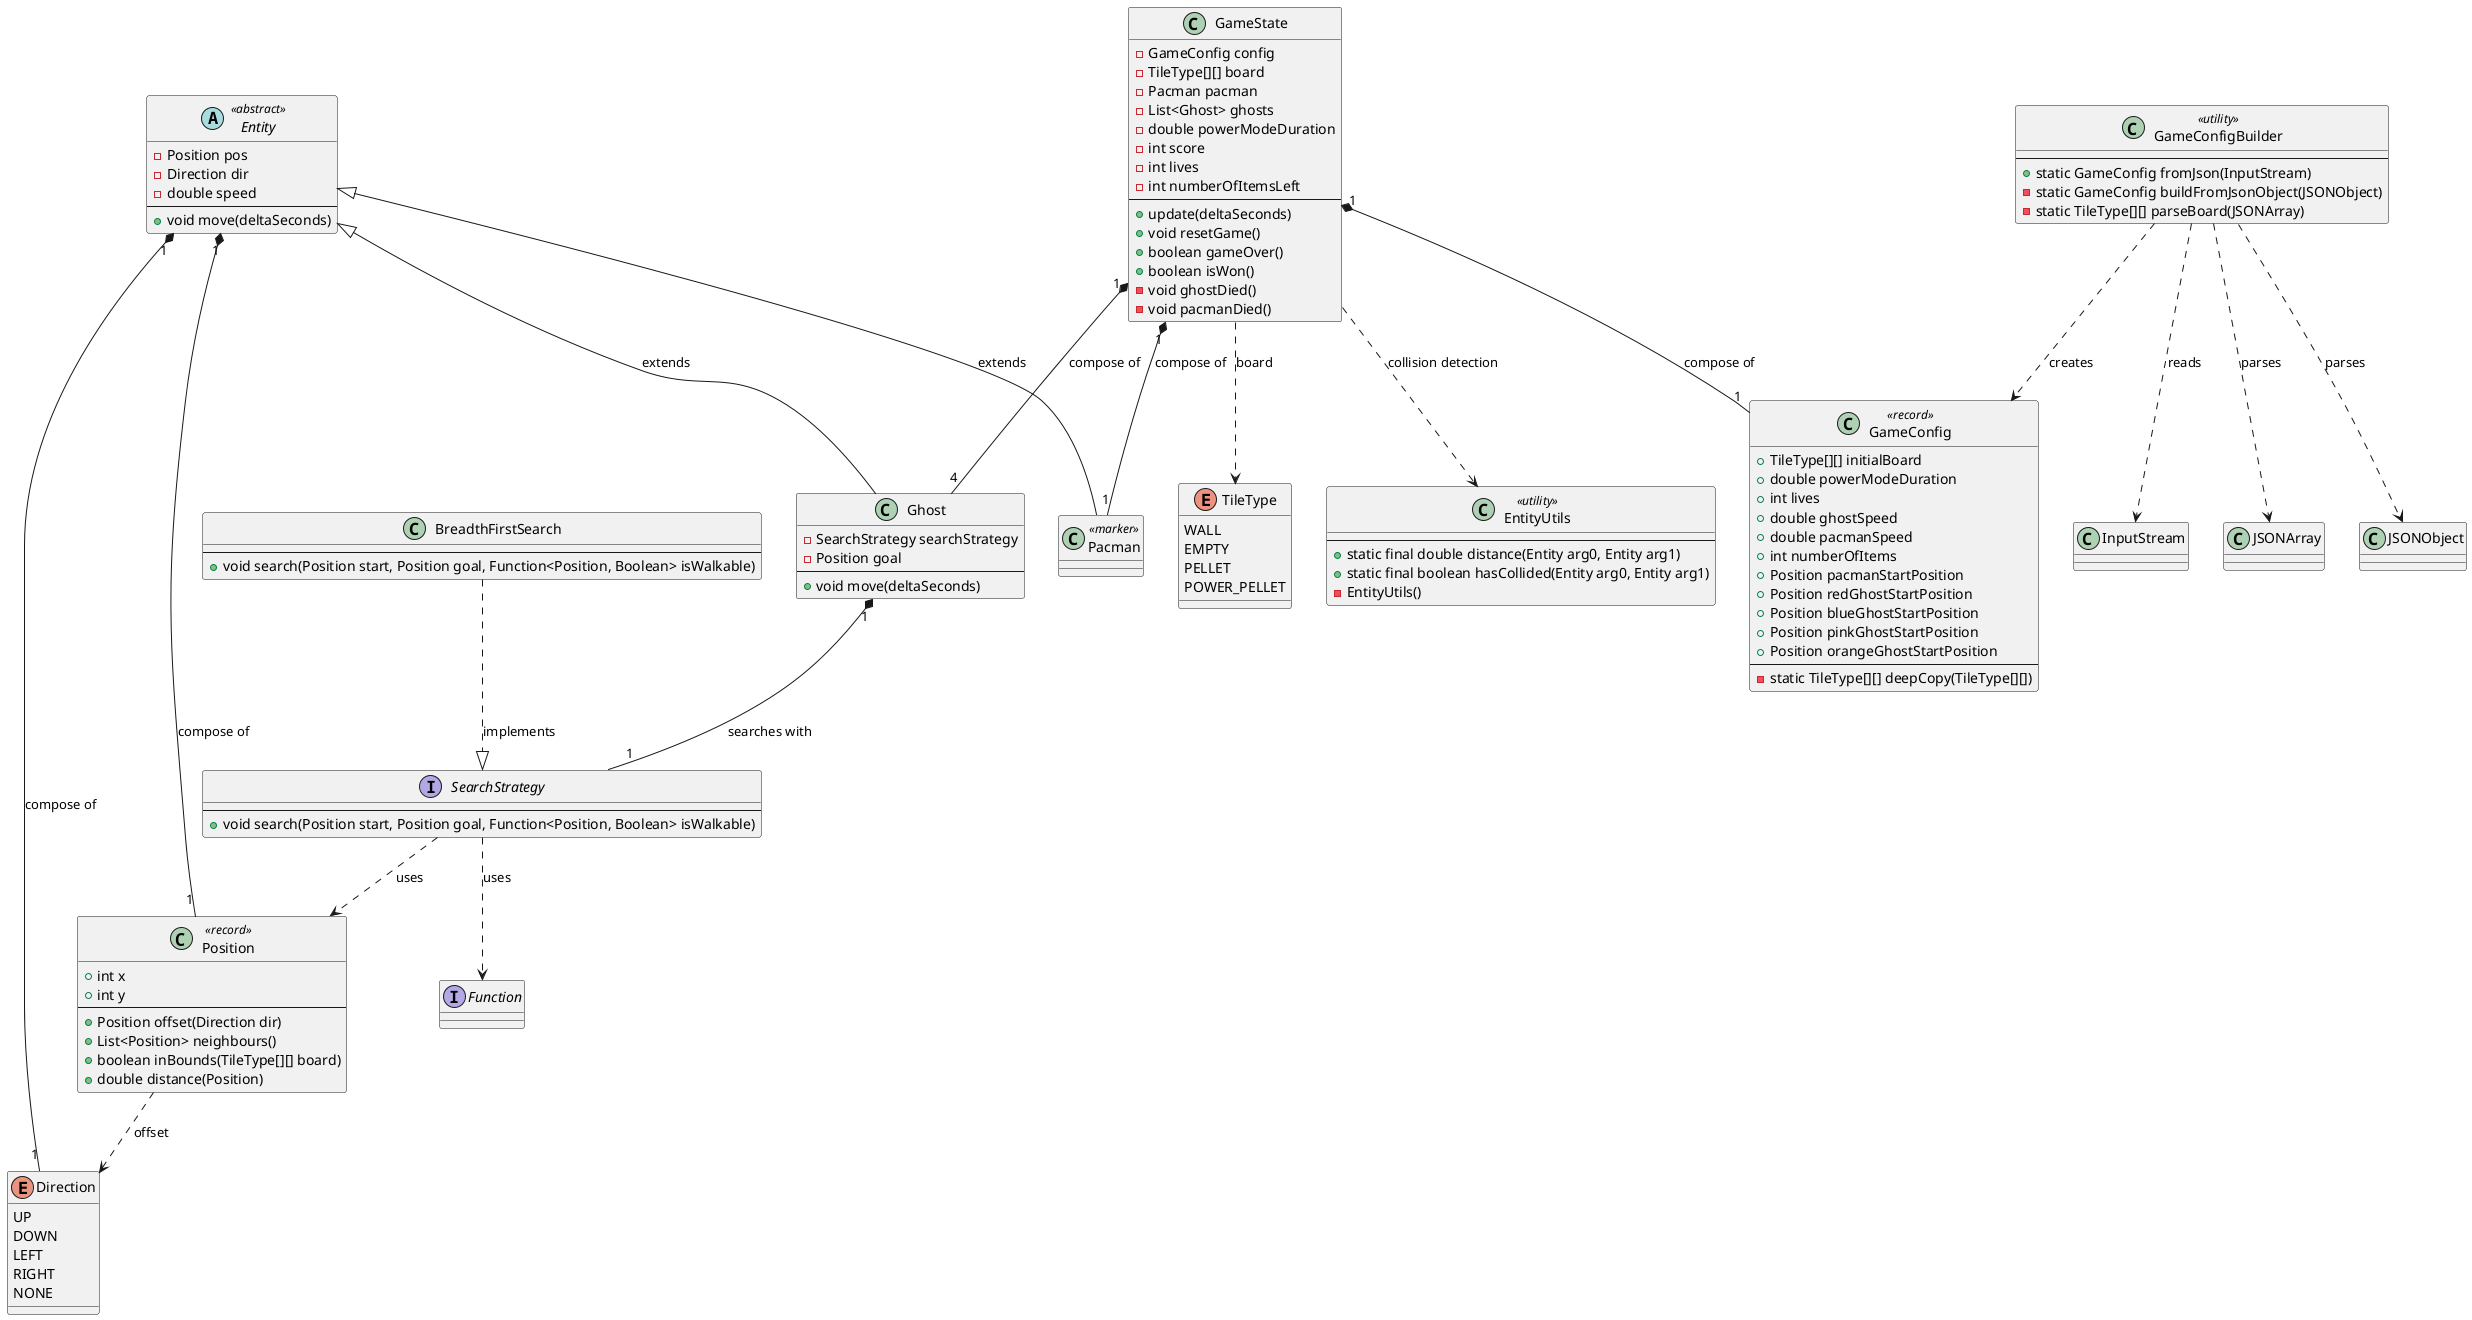 GameState
GameConfig config
TileType[][] board
Pacman pacman
List<Ghost> ghosts
double powerModeDuration
int score
int lives
int numberOfItemsLeft
update(deltaSeconds)
void resetGame()
boolean gameOver()
boolean isWon()
void ghostDied()
void pacmanDied()
«abstract»
Entity
Position pos
Direction dir
double speed
void move(deltaSeconds)
«utility»
GameConfigBuilder
static GameConfig fromJson(InputStream)
static GameConfig buildFromJsonObject(JSONObject)
static TileType[][] parseBoard(JSONArray)
1
1
1
1
1
extends
extends
compose of
compose of
board
collision detection
compose of
creates
reads
parses
parses
4
1
1
BreadthFirstSearch
void search(Position start, Position goal, Function<Position, Boolean> isWalkable)
Ghost
SearchStrategy searchStrategy
Position goal
void move(deltaSeconds)
«marker»
Pacman
TileType
WALL
EMPTY
PELLET
POWER_PELLET
«utility»
EntityUtils
static final double distance(Entity arg0, Entity arg1)
static final boolean hasCollided(Entity arg0, Entity arg1)
EntityUtils()
«record»
GameConfig
TileType[][] initialBoard
double powerModeDuration
int lives
double ghostSpeed
double pacmanSpeed
int numberOfItems
Position pacmanStartPosition
Position redGhostStartPosition
Position blueGhostStartPosition
Position pinkGhostStartPosition
Position orangeGhostStartPosition
static TileType[][] deepCopy(TileType[][])
InputStream
JSONArray
JSONObject
1
compose of
implements
searches with
1
SearchStrategy
void search(Position start, Position goal, Function<Position, Boolean> isWalkable)
compose of
uses
uses
1
«record»
Position
int x
int y
Position offset(Direction dir)
List<Position> neighbours()
boolean inBounds(TileType[][] board)
double distance(Position)
Function
offset
1
Direction
UP
DOWN
LEFT
RIGHT
NONE